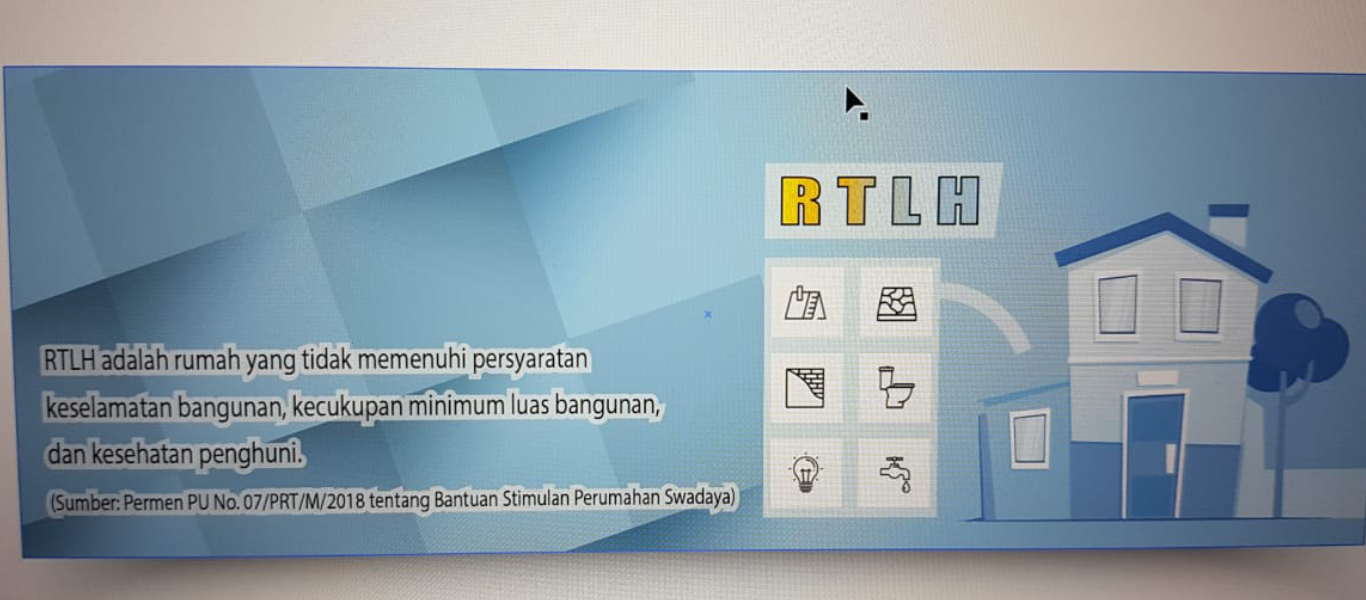 RTLH
RTLH adalah rumah yang tidak memenuhi persyaratan
keselamatan bangunan, kecukupan minimum luas bangunan,
dan kesehatan penghuni.
(Sumber: Permen PU No. 07/PRT/M/2018 tentang Bantuan Stimulan Perumahan Swadaya)